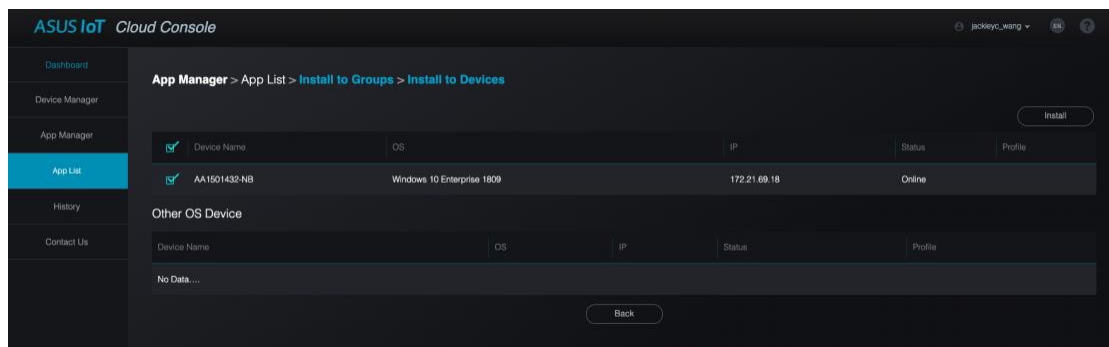 ASUS IoT Cloud Console
jackieyc_wang
EN
?
Dashboard
Device Manager
App Manager
App List
History
Contact Us
App Manager > App List > Install to Groups > Install to Devices
Install
Device Name OS IP Status Profile
AA1501432-NB Windows 10 Enterprise 1809 172.21.69.18 Online
Other OS Device
Device Name OS IP Status Profile
No Data....
Back